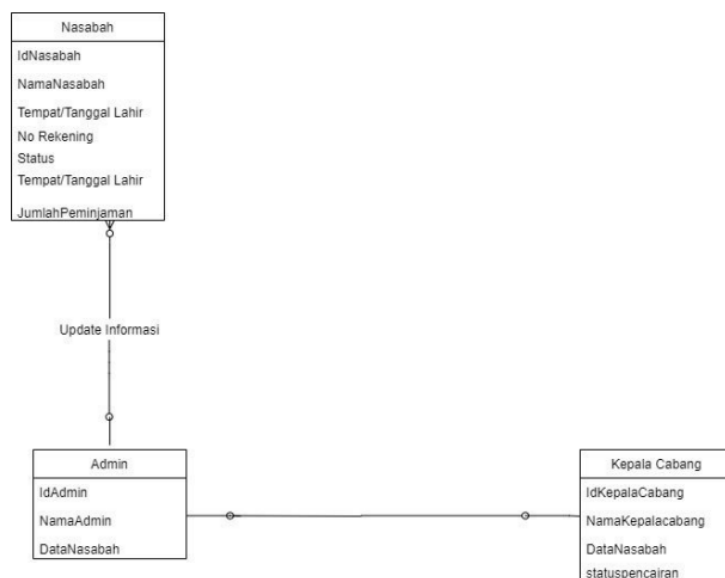 Nasabah
IdNasabah
NamaNasabah
Tempat/Tanggal Lahir
No Rekening
Status
Tempat/Tanggal Lahir
JumlahPeminjaman
Update Informasi
Admin
IdAdmin
NamaAdmin
DataNasabah
Kepala Cabang
IdKepalaCabang
NamaKepalacabang
DataNasabah
statuspencairan